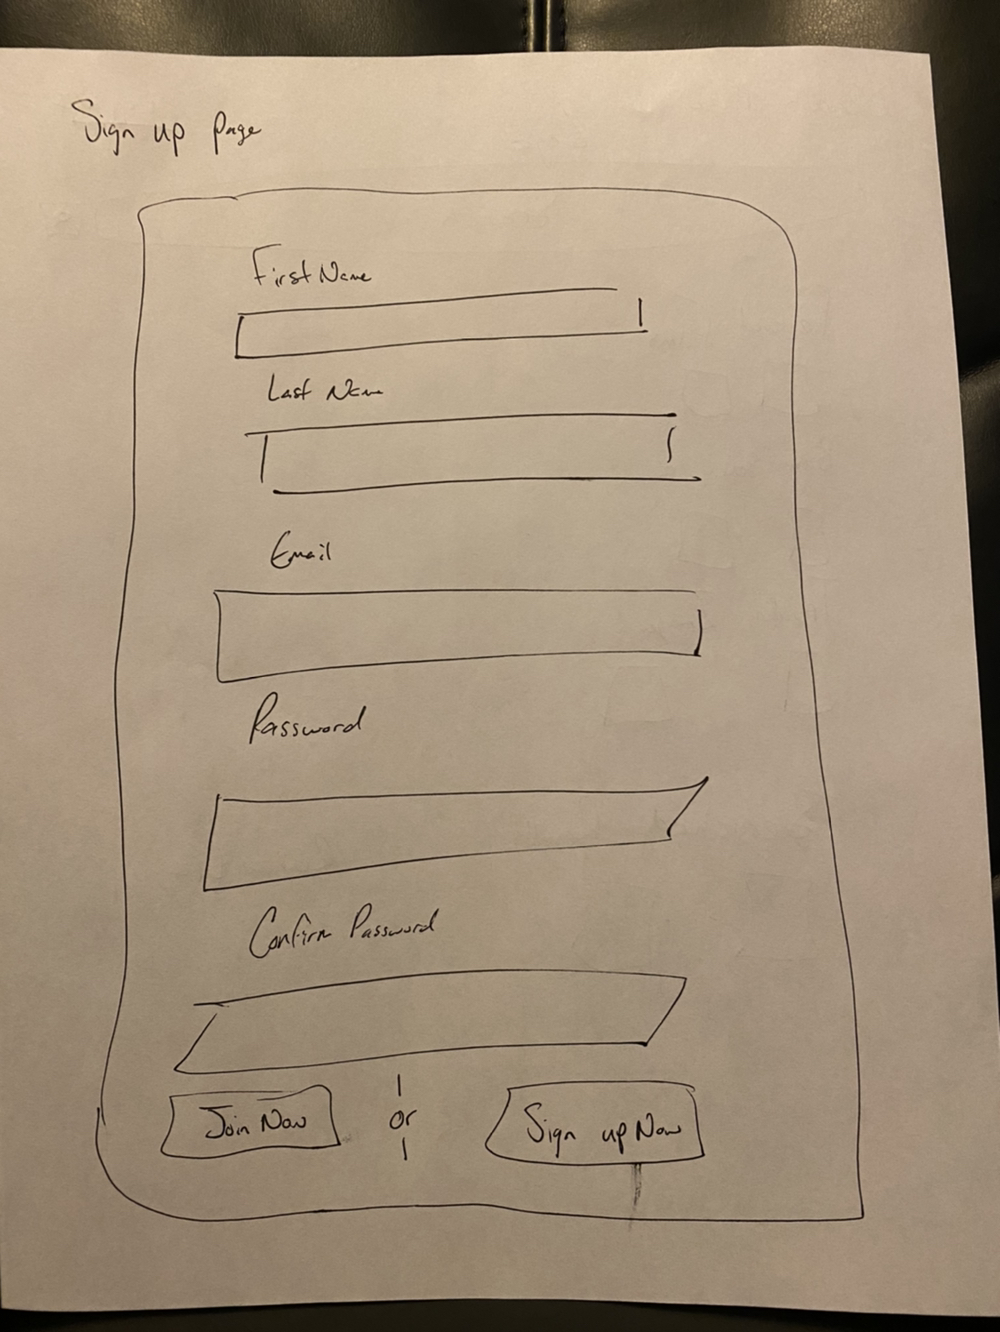 Sign up page
First Name
Last Name
Email
Password
Confirm Password
Join Now
or
Sign up Now